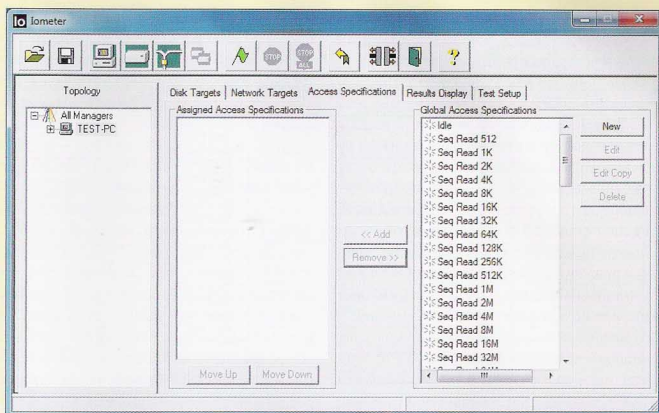 Iometer
STOP
STOP ALL
?
Topology
All Managers
TEST-PC
Disk Targets
Network Targets
Access Specifications
Results Display
Test Setup
Assigned Access Specifications
<< Add
Remove >>
Move Up
Move Down
Global Access Specifications
Idle
Seq Read 512
Seq Read 1K
Seq Read 2K
Seq Read 4K
Seq Read 8K
Seq Read 16K
Seq Read 32K
Seq Read 64K
Seq Read 128K
Seq Read 256K
Seq Read 512K
Seq Read 1M
Seq Read 2M
Seq Read 4M
Seq Read 8M
Seq Read 16M
Seq Read 32M
New
Edit
Edit Copy
Delete